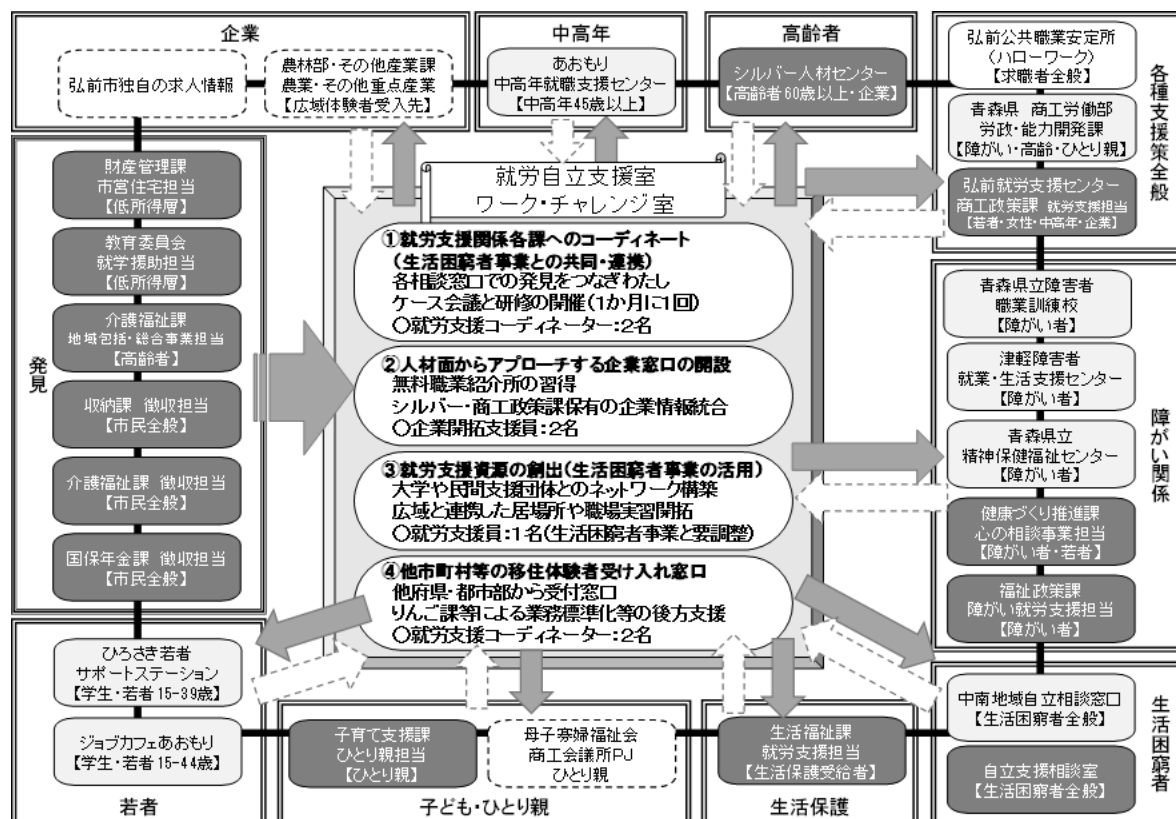 企業
弘前市独自の求人情報
農林部・その他産業課
農業・その他重点産業
【広域体験者受入先】
中高年
あおもり
中高年就職支援センター
【中高年45歳以上】
高齢者
シルバー人材センター
【高齢者60歳以上・企業】
各種支援策全般
弘前公共職業安定所
(ハローワーク)
【求職者全般】
青森県 商工労働部
労政・能力開発課
【障がい・高齢・ひとり親】
弘前就労支援センター
商工政策課 就労支援担当
【若者・女性・中高年・企業】
発見
財産管理課
市営住宅担当
【低所得層】
教育委員会
就学援助担当
【低所得層】
介護福祉課
地域包括・総合事業担当
【高齢者】
収納課 徴収担当
【市民全般】
介護福祉課 徴収担当
【市民全般】
国保年金課 徴収担当
【市民全般】
就労自立支援室
ワーク・チャレンジ室
①就労支援関係各課へのコーディネート
(生活困窮者事業との共同・連携)
各相談窓口での発見をつなぎわたし
ケース会議と研修の開催(1か月に1回)
○就労支援コーディネーター:2名
②人材面からアプローチする企業窓口の開設
無料職業紹介所の習得
シルバー・商工政策課保有の企業情報統合
○企業開拓支援員:2名
③就労支援資源の創出(生活困窮者事業の活用)
大学や民間支援団体とのネットワーク構築
広域と連携した居場所や職場実習開拓
○就労支援員:1名(生活困窮者事業と要調整)
④他市町村等の移住体験者受け入れ窓口
他府県・都市部から受付窓口
りんご課等による業務標準化等の後方支援
○就労支援コーディネーター:2名
障がい関係
青森県立障害者
職業訓練校
【障がい者】
津軽障害者
就業・生活支援センター
【障がい者】
青森県立
精神保健福祉センター
【障がい者】
健康づくり推進課
心の相談事業担当
【障がい者・若者】
福祉政策課
障がい就労支援担当
【障がい者】
ひろさき若者
サポートステーション
【学生・若者15-39歳】
ジョブカフェあおもり
【学生・若者15-44歳】
若者
子育て支援課
ひとり親担当
【ひとり親】
母子寡婦福祉会
商工会議所PJ
ひとり親
子ども・ひとり親
生活福祉課
就労支援担当
【生活保護受給者】
生活保護
中南地域自立相談窓口
【生活困窮者全般】
自立支援相談室
【生活困窮者全般】
生活困窮者